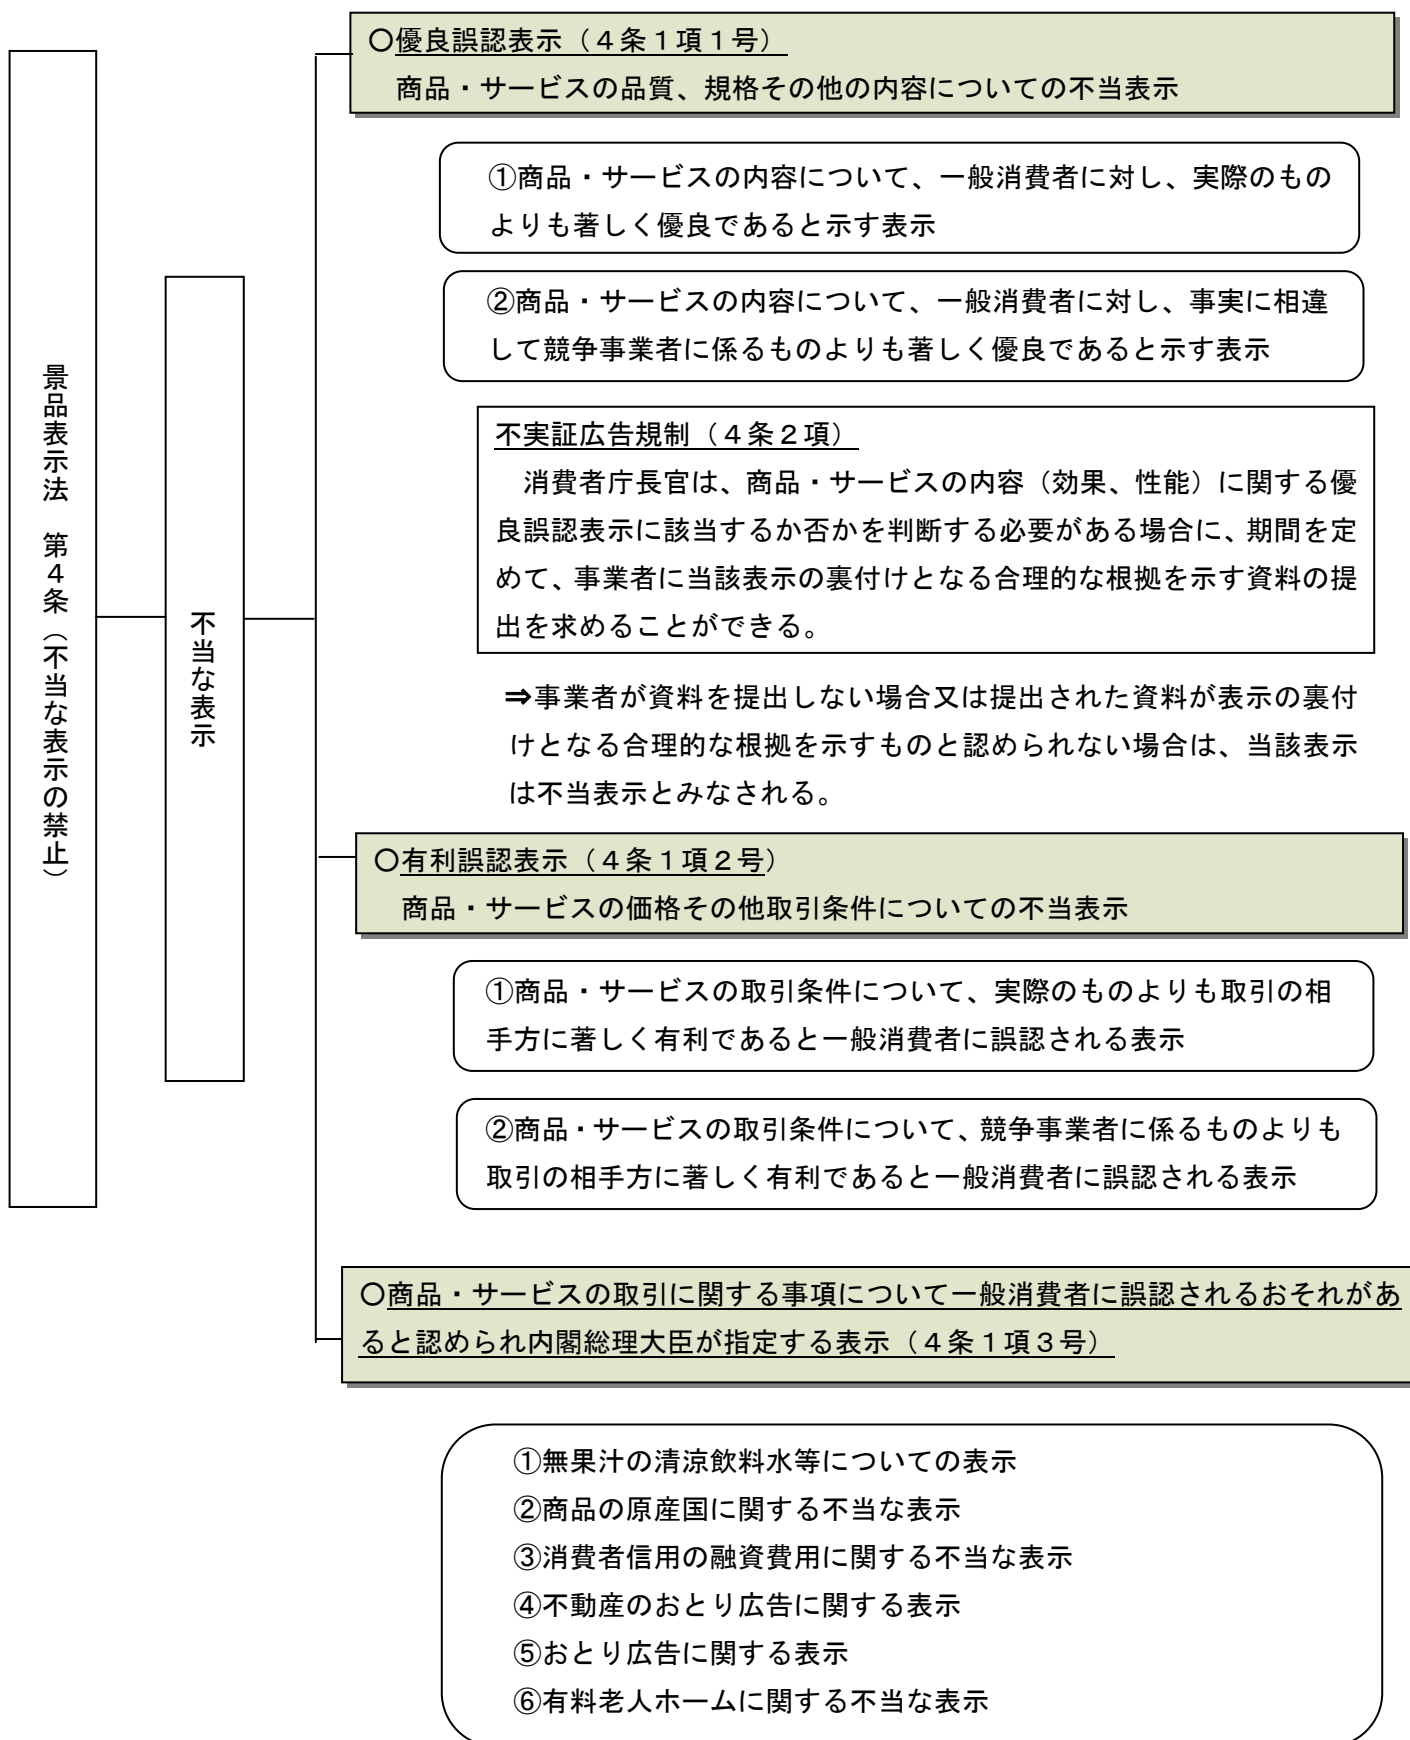 景品表示法　第４条（不当な表示の禁止）
不当な表示
○優良誤認表示（４条１項１号）
商品・サービスの品質、規格その他の内容についての不当表示
①商品・サービスの内容について、一般消費者に対し、実際のもの
よりも著しく優良であると示す表示
②商品・サービスの内容について、一般消費者に対し、事実に相違
して競争事業者に係るものよりも著しく優良であると示す表示
不実証広告規制（４条２項）
消費者庁長官は、商品・サービスの内容（効果、性能）に関する優
良誤認表示に該当するか否かを判断する必要がある場合に、期間を定
めて、事業者に当該表示の裏付けとなる合理的な根拠を示す資料の提
出を求めることができる。
⇒事業者が資料を提出しない場合又は提出された資料が表示の裏付
けとなる合理的な根拠を示すものと認められない場合は、当該表示
は不当表示とみなされる。
○有利誤認表示（４条１項２号）
商品・サービスの価格その他取引条件についての不当表示
①商品・サービスの取引条件について、実際のものよりも取引の相
手方に著しく有利であると一般消費者に誤認される表示
②商品・サービスの取引条件について、競争事業者に係るものよりも
取引の相手方に著しく有利であると一般消費者に誤認される表示
○商品・サービスの取引に関する事項について一般消費者に誤認されるおそれがあ
ると認められ内閣総理大臣が指定する表示（４条１項３号）
①無果汁の清涼飲料水等についての表示
②商品の原産国に関する不当な表示
③消費者信用の融資費用に関する不当な表示
④不動産のおとり広告に関する表示
⑤おとり広告に関する表示
⑥有料老人ホームに関する不当な表示